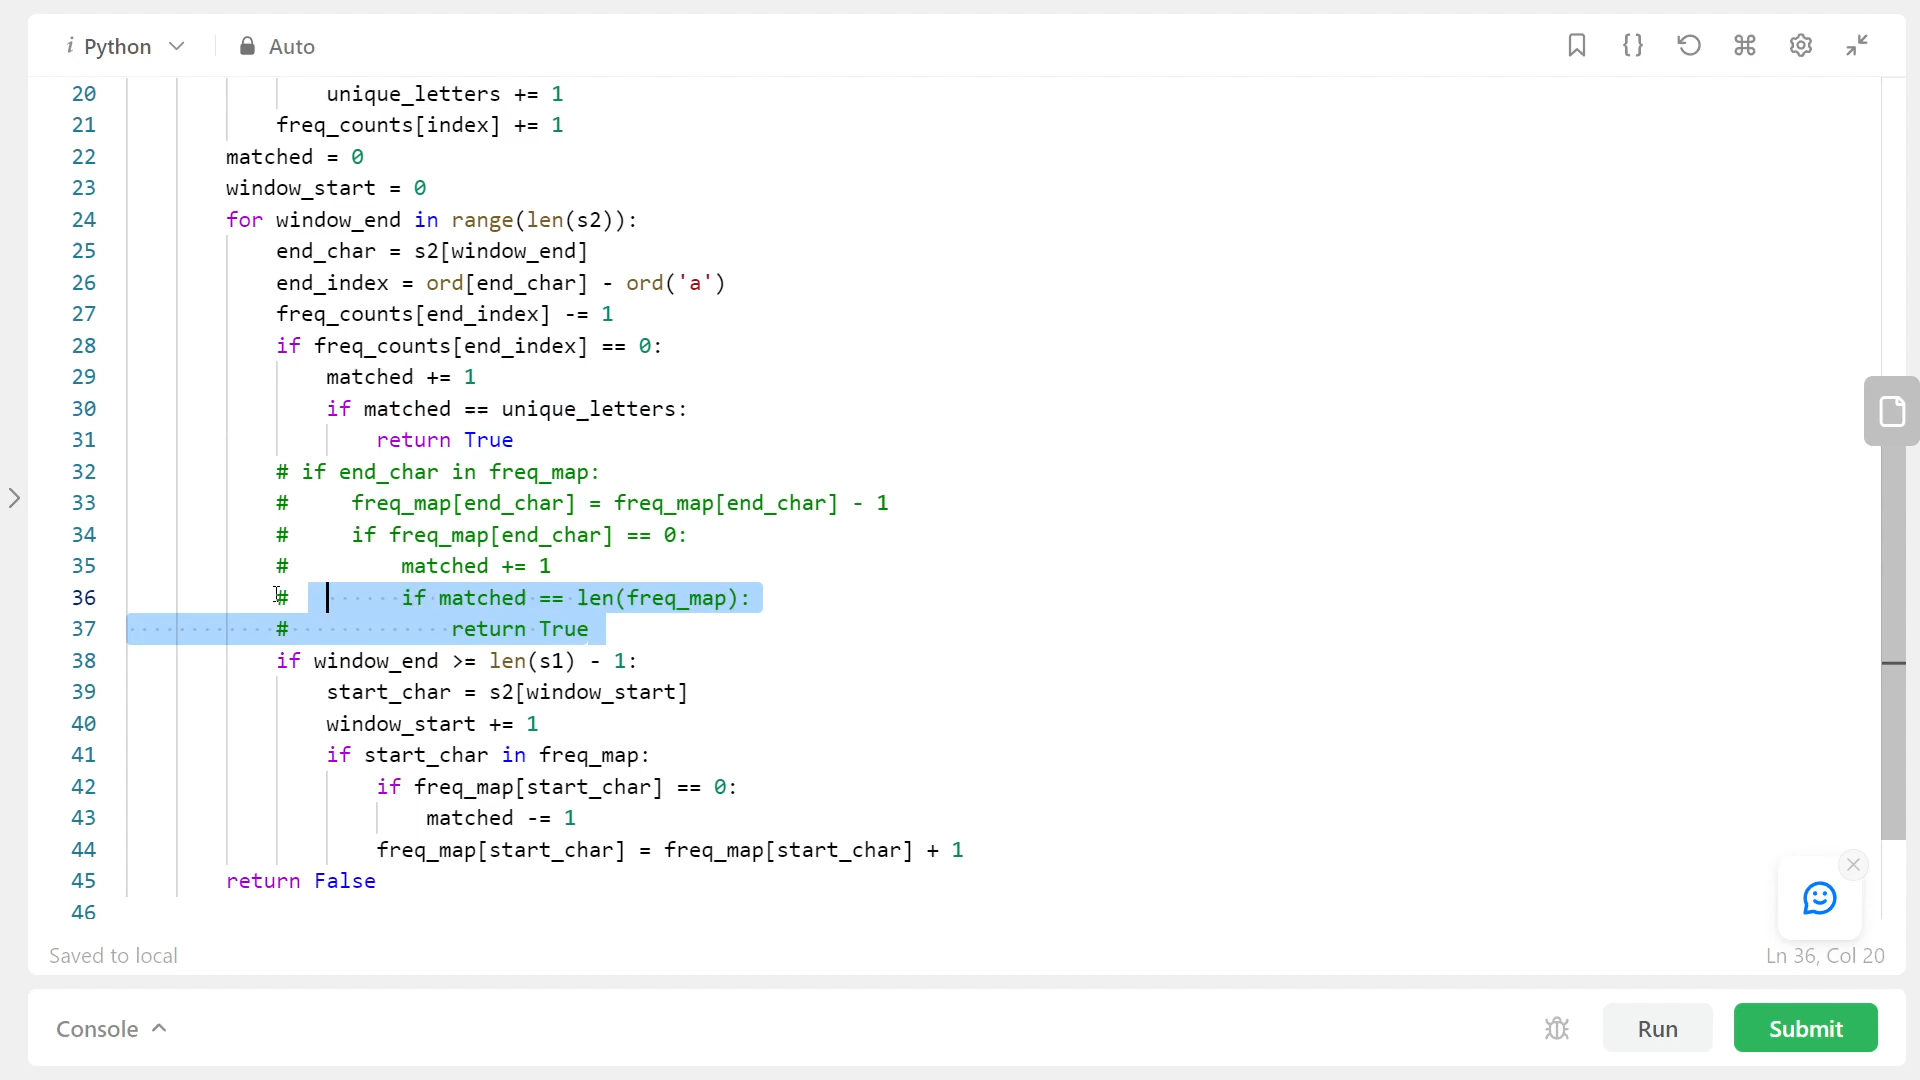 i Python Auto
20 unique_letters += 1
21 freq_counts[index] += 1
22 matched = 0
23 window_start = 0
24 for window_end in range(len(s2)):
25 end_char = s2[window_end]
26 end_index = ord[end_char] - ord('a')
27 freq_counts[end_index] -= 1
28 if freq_counts[end_index] == 0:
29 matched += 1
30 if matched == unique_letters:
31 return True
32 # if end_char in freq_map:
33 # freq_map[end_char] = freq_map[end_char] - 1
34 # if freq_map[end_char] == 0:
35 # matched += 1
36 # if matched == len(freq_map):
37 # return True
38 if window_end >= len(s1) - 1:
39 start_char = s2[window_start]
40 window_start += 1
41 if start_char in freq_map:
42 if freq_map[start_char] == 0:
43 matched -= 1
44 freq_map[start_char] = freq_map[start_char] + 1
45 return False
46
Saved to local Ln 36, Col 20
Console Run Submit